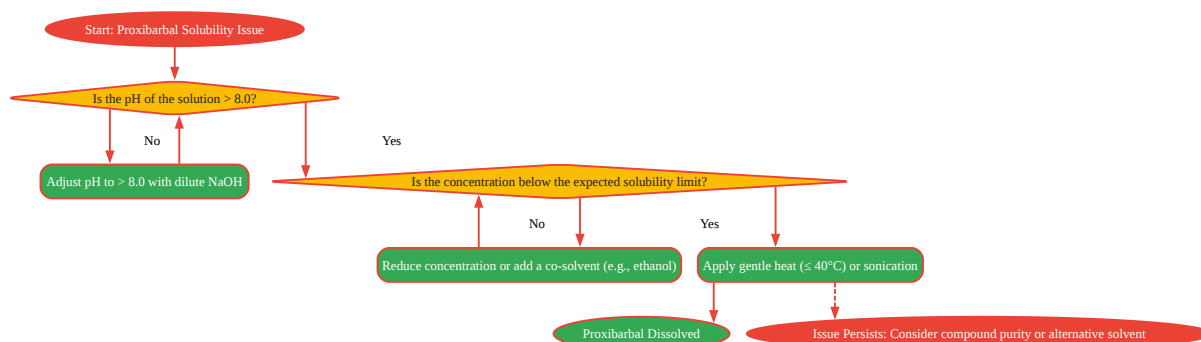 Start: Proxibarbal Solubility Issue
Is the pH of the solution > 8.0?
No
Yes
Adjust pH to > 8.0 with dilute NaOH
Is the concentration below the expected solubility limit?
No
Yes
Reduce concentration or add a co-solvent (e.g., ethanol)
Apply gentle heat (≤ 40°C) or sonication
Proxibarbal Dissolved
Issue Persists: Consider compound purity or alternative solvent